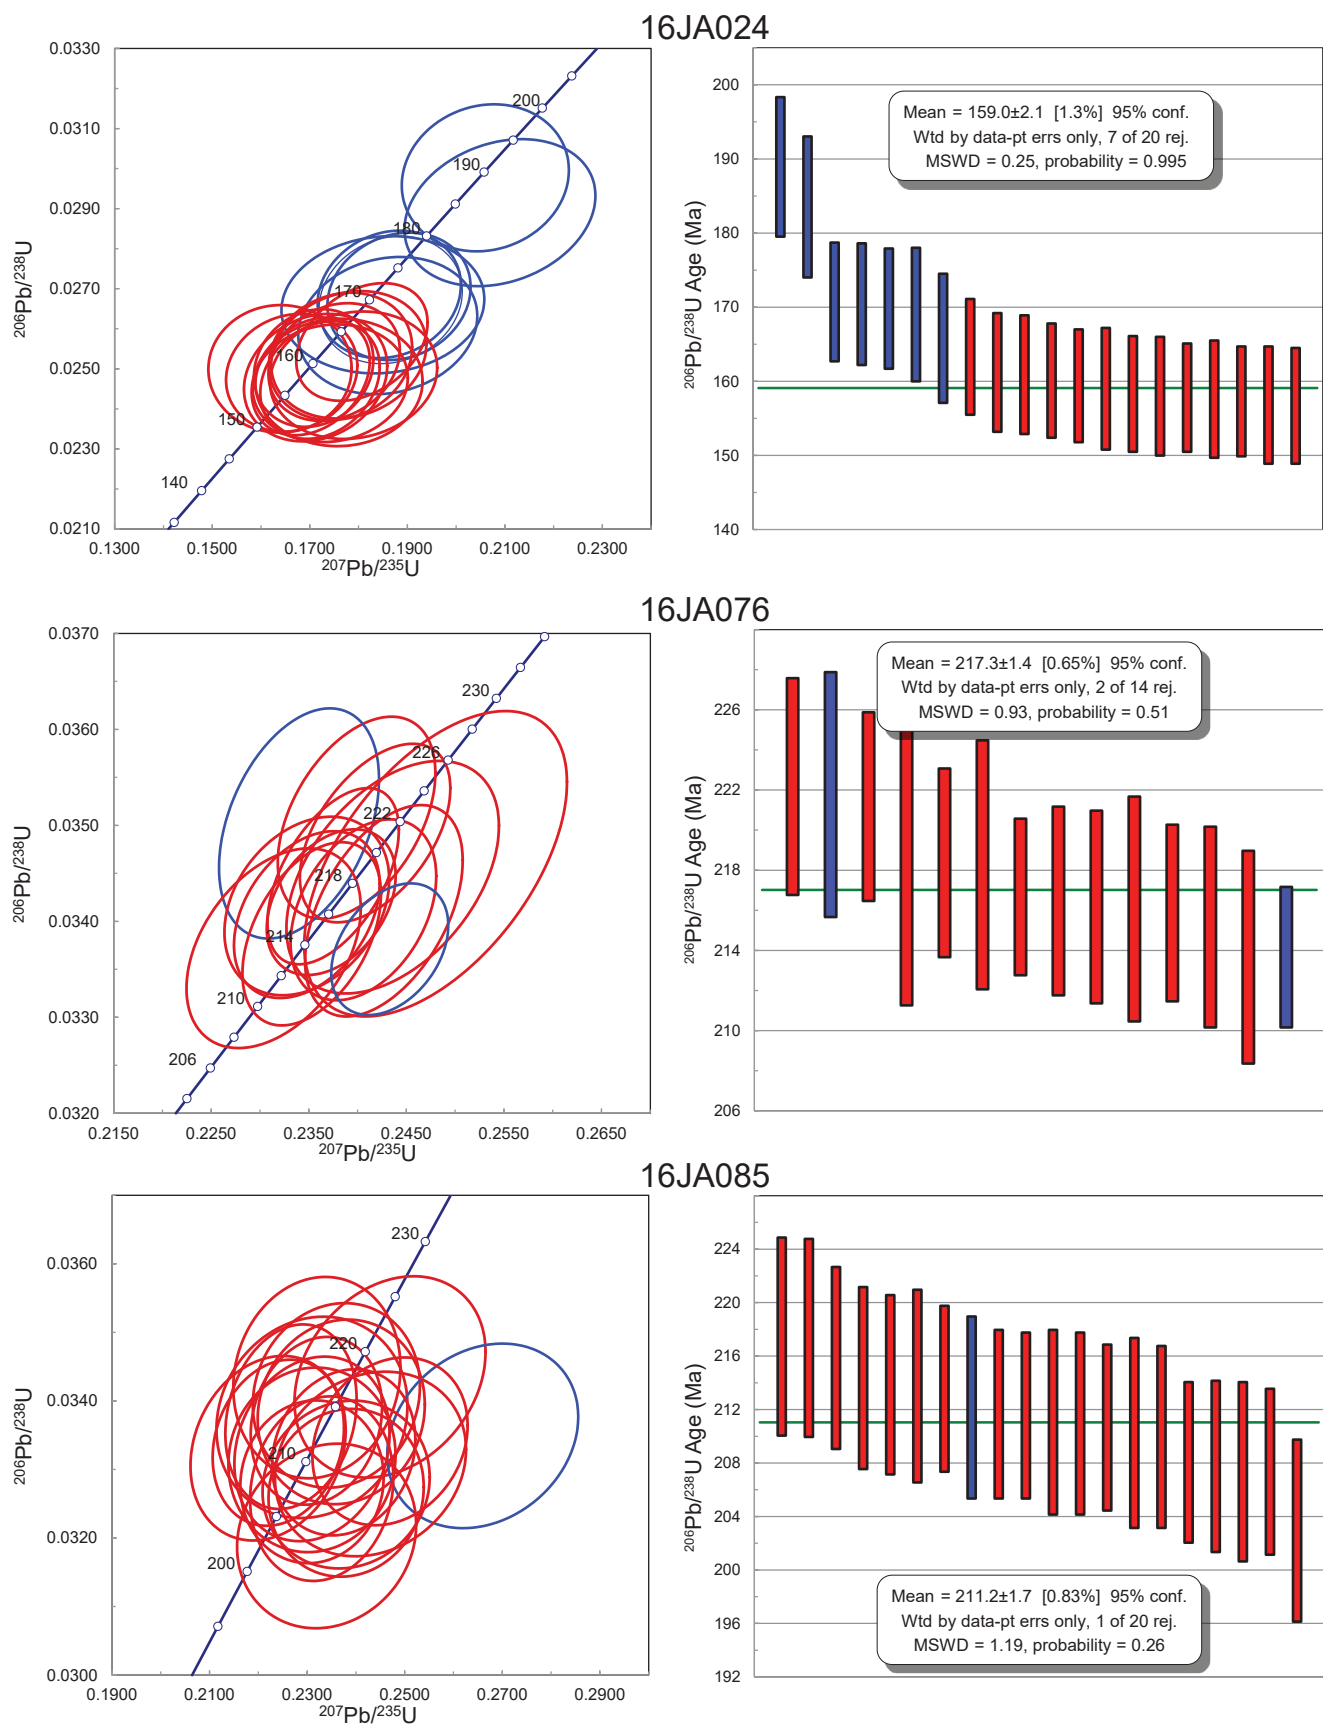 16JA024
0.0330
0.0310
0.0290
0.0270
0.0250
0.0230
0.0210
206Pb/238U
200
190
180
170
160
150
140
0.1300 0.1500 0.1700 0.1900 0.2100 0.2300
207Pb/235U
200
190
180
170
160
150
140
206Pb/238U Age (Ma)
Mean = 159.0±2.1 [1.3%] 95% conf.
Wtd by data-pt errs only, 7 of 20 rej.
MSWD = 0.25, probability = 0.995
16JA076
0.0370
0.0360
0.0350
0.0340
0.0330
0.0320
206Pb/238U
230
226
222
218
214
210
206
0.2150 0.2250 0.2350 0.2450 0.2550 0.2650
207Pb/235U
226
222
218
214
210
206
206Pb/238U Age (Ma)
Mean = 217.3±1.4 [0.65%] 95% conf.
Wtd by data-pt errs only, 2 of 14 rej.
MSWD = 0.93, probability = 0.51
16JA085
0.0360
0.0340
0.0320
0.0300
206Pb/238U
230
220
210
200
0.1900 0.2100 0.2300 0.2500 0.2700 0.2900
207Pb/235U
224
220
216
212
208
204
200
196
192
206Pb/238U Age (Ma)
Mean = 211.2±1.7 [0.83%] 95% conf.
Wtd by data-pt errs only, 1 of 20 rej.
MSWD = 1.19, probability = 0.26